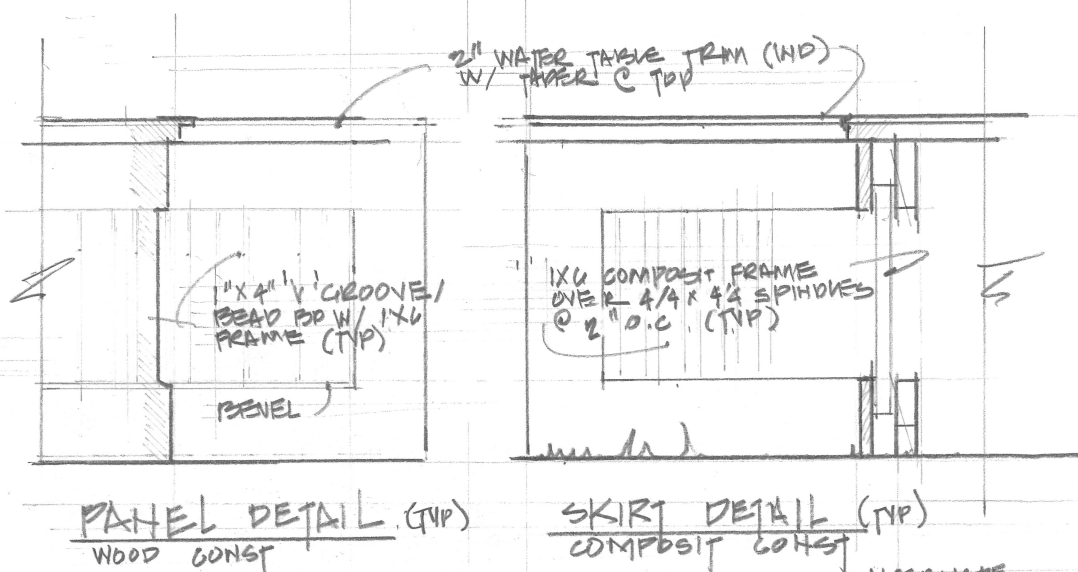 2" WATER TABLE TRIM (WD)
W/ TAPER @ TOP
1" X 4" 'V' GROOVE/
BEAD BD W/ 1X6
FRAME (TYP)
BEVEL
1X6 COMPOSIT FRAME
OVER 4/4 X 4/4 SPINDLES
@ 2" O.C. (TYP)
PANEL DETAIL (TYP)
WOOD CONST
SKIRT DETAIL (TYP)
COMPOSIT CONST